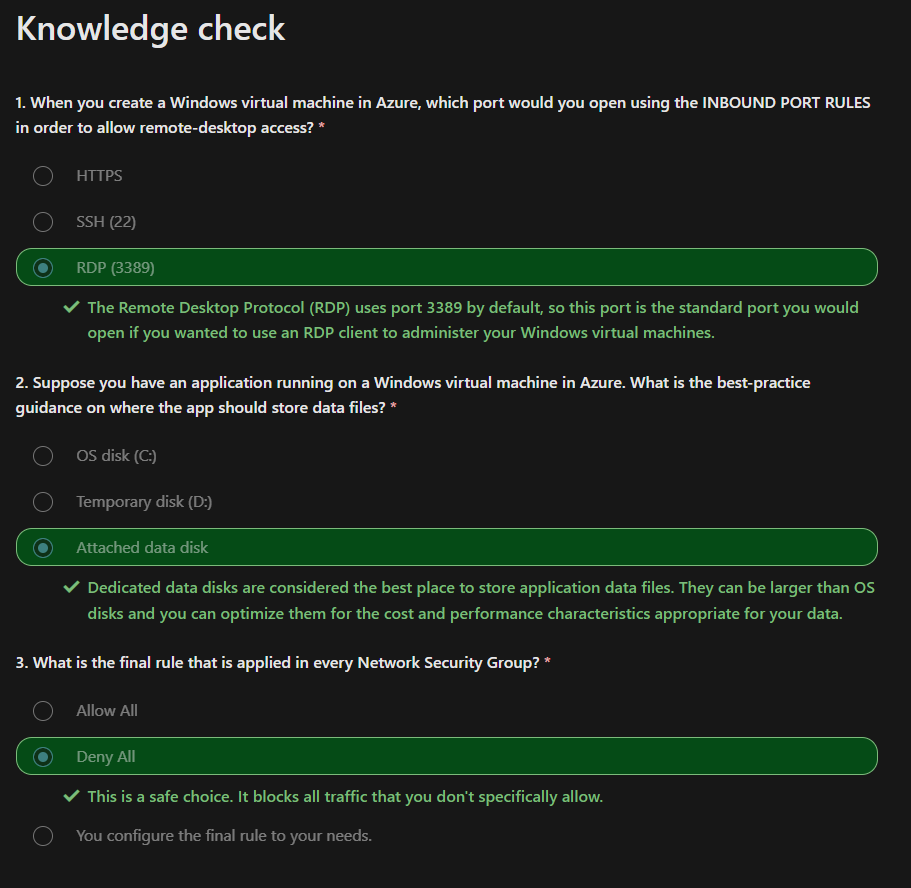 Knowledge check
1. When you create a Windows virtual machine in Azure, which port would you open using the INBOUND PORT RULES
in order to allow remote-desktop access? *
HTTPS
SSH (22)
RDP (3389)
The Remote Desktop Protocol (RDP) uses port 3389 by default, so this port is the standard port you would
open if you wanted to use an RDP client to administer your Windows virtual machines.
2. Suppose you have an application running on a Windows virtual machine in Azure. What is the best-practice
guidance on where the app should store data files? *
OS disk (C:)
Temporary disk (D:)
Attached data disk
Dedicated data disks are considered the best place to store application data files. They can be larger than OS
disks and you can optimize them for the cost and performance characteristics appropriate for your data.
3. What is the final rule that is applied in every Network Security Group? *
Allow All
Deny All
This is a safe choice. It blocks all traffic that you don't specifically allow.
You configure the final rule to your needs.